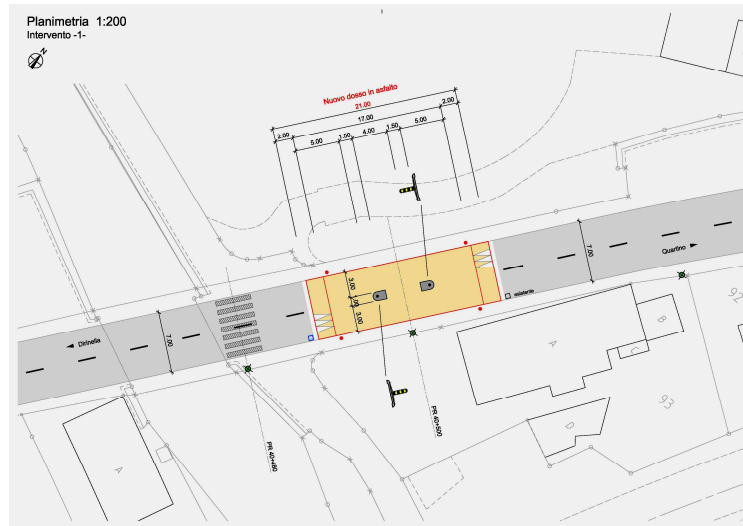 Planimetria 1:200
Intervento -1-
N
Nuovo dosso in asfalto
21.00
17.00
2.00
2.00
5.00
1.00
4.00
1.50
5.00
7.00
Quartino
3.00
1.00
3.00
esistente
7.00
Dirinella
PR 40+500
PR 40+480
A
A
B
C
D
92
93